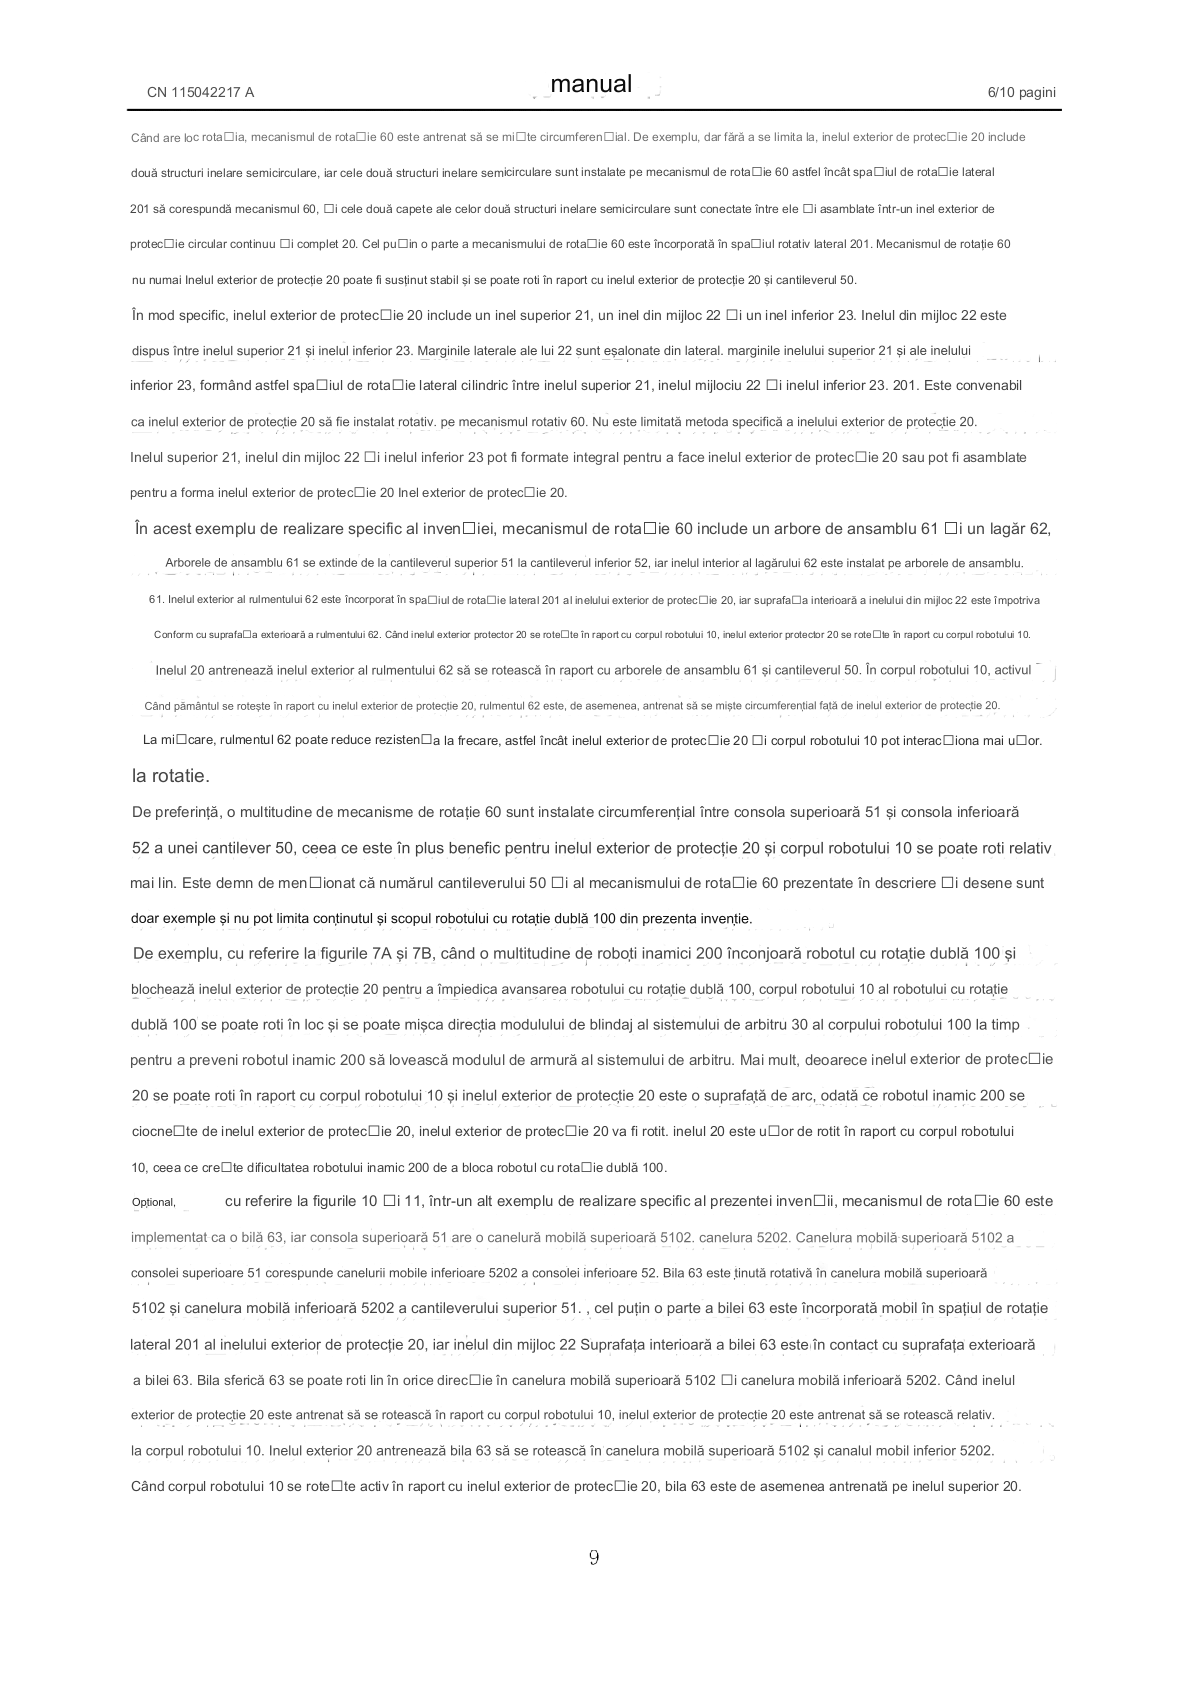 CN 115042217 A
manual
6/10 pagini
Când are loc rota□ia, mecanismul de rota□ie 60 este antrenat să se mi□te circumferen□ial. De exemplu, dar fără a se limita la, inelul exterior de protec□ie 20 include
două structuri inelare semicirculare, iar cele două structuri inelare semicirculare sunt instalate pe mecanismul de rota□ie 60 astfel încât spa□iul de rota□ie lateral
201 să corespundă mecanismul 60, □i cele două capete ale celor două structuri inelare semicirculare sunt conectate între ele □i asamblate într-un inel exterior de
protec□ie circular continuu □i complet 20. Cel pu□in o parte a mecanismului de rota□ie 60 este încorporată în spa□iul rotativ lateral 201. Mecanismul de rotație 60
nu numai Inelul exterior de protecție 20 poate fi susținut stabil și se poate roti în raport cu inelul exterior de protecție 20 și cantileverul 50.
În mod specific, inelul exterior de protec□ie 20 include un inel superior 21, un inel din mijloc 22 □i un inel inferior 23. Inelul din mijloc 22 este
dispus între inelul superior 21 și inelul inferior 23. Marginile laterale ale lui 22 sunt eșalonate din lateral. marginile inelului superior 21 și ale inelului
inferior 23, formând astfel spa□iul de rota□ie lateral cilindric între inelul superior 21, inelul mijlociu 22 □i inelul inferior 23. 201. Este convenabil
ca inelul exterior de protecție 20 să fie instalat rotativ. pe mecanismul rotativ 60. Nu este limitată metoda specifică a inelului exterior de protecție 20.
Inelul superior 21, inelul din mijloc 22 □i inelul inferior 23 pot fi formate integral pentru a face inelul exterior de protec□ie 20 sau pot fi asamblate
pentru a forma inelul exterior de protec□ie 20 Inel exterior de protec□ie 20.
În acest exemplu de realizare specific al inven□iei, mecanismul de rota□ie 60 include un arbore de ansamblu 61 □i un lagăr 62,
Arborele de ansamblu 61 se extinde de la cantileverul superior 51 la cantileverul inferior 52, iar inelul interior al lagărului 62 este instalat pe arborele de ansamblu.
61. Inelul exterior al rulmentului 62 este încorporat în spa□iul de rota□ie lateral 201 al inelului exterior de protec□ie 20, iar suprafa□a interioară a inelului din mijloc 22 este împotriva
Conform cu suprafa□a exterioară a rulmentului 62. Când inelul exterior protector 20 se rote□te în raport cu corpul robotului 10, inelul exterior protector 20 se rote□te în raport cu corpul robotului 10.
Inelul 20 antrenează inelul exterior al rulmentului 62 să se rotească în raport cu arborele de ansamblu 61 și cantileverul 50. În corpul robotului 10, activul
Când pământul se rotește în raport cu inelul exterior de protecție 20, rulmentul 62 este, de asemenea, antrenat să se miște circumferențial față de inelul exterior de protecție 20.
La mi□care, rulmentul 62 poate reduce rezisten□a la frecare, astfel încât inelul exterior de protec□ie 20 □i corpul robotului 10 pot interac□iona mai u□or.
la rotatie.
De preferință, o multitudine de mecanisme de rotație 60 sunt instalate circumferențial între consola superioară 51 și consola inferioară
52 a unei cantilever 50, ceea ce este în plus benefic pentru inelul exterior de protecție 20 și corpul robotului 10 se poate roti relativ
mai lin. Este demn de men□ionat că numărul cantileverului 50 □i al mecanismului de rota□ie 60 prezentate în descriere □i desene sunt
doar exemple și nu pot limita conținutul și scopul robotului cu rotație dublă 100 din prezenta invenție.
De exemplu, cu referire la figurile 7A și 7B, când o multitudine de roboți inamici 200 înconjoară robotul cu rotație dublă 100 și
blochează inelul exterior de protecție 20 pentru a împiedica avansarea robotului cu rotație dublă 100, corpul robotului 10 al robotului cu rotație
dublă 100 se poate roti în loc și se poate mișca direcția modulului de blindaj al sistemului de arbitru 30 al corpului robotului 100 la timp
pentru a preveni robotul inamic 200 să lovească modulul de armură al sistemului de arbitru. Mai mult, deoarece inelul exterior de protec□ie
20 se poate roti în raport cu corpul robotului 10 și inelul exterior de protecție 20 este o suprafață de arc, odată ce robotul inamic 200 se
ciocne□te de inelul exterior de protec□ie 20, inelul exterior de protec□ie 20 va fi rotit. inelul 20 este u□or de rotit în raport cu corpul robotului
10, ceea ce cre□te dificultatea robotului inamic 200 de a bloca robotul cu rota□ie dublă 100.
Opțional, cu referire la figurile 10 □i 11, într-un alt exemplu de realizare specific al prezentei inven□ii, mecanismul de rota□ie 60 este
implementat ca o bilă 63, iar consola superioară 51 are o canelură mobilă superioară 5102. canelura 5202. Canelura mobilă superioară 5102 a
consolei superioare 51 corespunde canelurii mobile inferioare 5202 a consolei inferioare 52. Bila 63 este ținută rotativă în canelura mobilă superioară
5102 și canelura mobilă inferioară 5202 a cantileverului superior 51. , cel puțin o parte a bilei 63 este încorporată mobil în spațiul de rotație
lateral 201 al inelului exterior de protecție 20, iar inelul din mijloc 22 Suprafața interioară a bilei 63 este în contact cu suprafața exterioară
a bilei 63. Bila sferică 63 se poate roti lin în orice direc□ie în canelura mobilă superioară 5102 □i canelura mobilă inferioară 5202. Când inelul
exterior de protecție 20 este antrenat să se rotească în raport cu corpul robotului 10, inelul exterior de protecție 20 este antrenat să se rotească relativ.
la corpul robotului 10. Inelul exterior 20 antrenează bila 63 să se rotească în canelura mobilă superioară 5102 și canalul mobil inferior 5202.
Când corpul robotului 10 se rote□te activ în raport cu inelul exterior de protec□ie 20, bila 63 este de asemenea antrenată pe inelul superior 20.
9